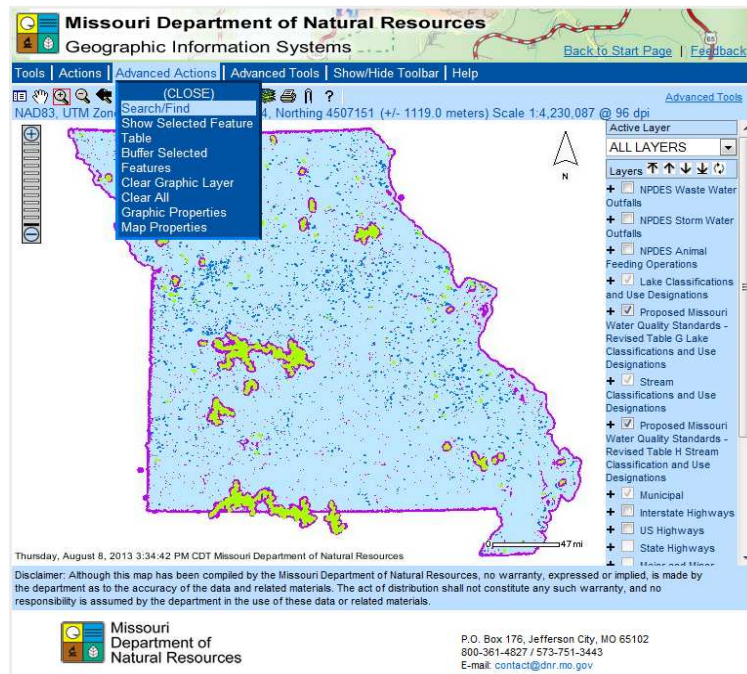 Missouri Department of Natural Resources
Geographic Information Systems
Back to Start Page | Feedback
Tools | Actions | Advanced Actions | Advanced Tools | Show/Hide Toolbar | Help
(CLOSE)
Search/Find
Show Selected Feature
Table
Buffer Selected
Features
Clear Graphic Layer
Clear All
Graphic Properties
Map Properties
?
Advanced Tools
NAD83, UTM Zon 4, Northing 4507151 (+/- 1119.0 meters) Scale 1:4,230,087 @ 96 dpi
N
Active Layer
ALL LAYERS
Layers
NPDES Waste Water
Outfalls
NPDES Storm Water
Outfalls
NPDES Animal
Feeding Operations
Lake Classifications
and Use Designations
Proposed Missouri
Water Quality Standards -
Revised Table G Lake
Classifications and Use
Designations
Stream
Classifications and Use
Designations
Proposed Missouri
Water Quality Standards -
Revised Table H Stream
Classification and Use
Designations
Municipal
Interstate Highways
US Highways
State Highways
Major and Minor
0 47 mi
Thursday, August 8, 2013 3:34:42 PM CDT Missouri Department of Natural Resources
Disclaimer: Although this map has been compiled by the Missouri Department of Natural Resources, no warranty, expressed or implied, is made by
the department as to the accuracy of the data and related materials. The act of distribution shall not constitute any such warranty, and no
responsibility is assumed by the department in the use of these data or related materials.
Missouri
Department of
Natural Resources
P.O. Box 176, Jefferson City, MO 65102
800-361-4827 / 573-751-3443
E-mail: contact@dnr.mo.gov